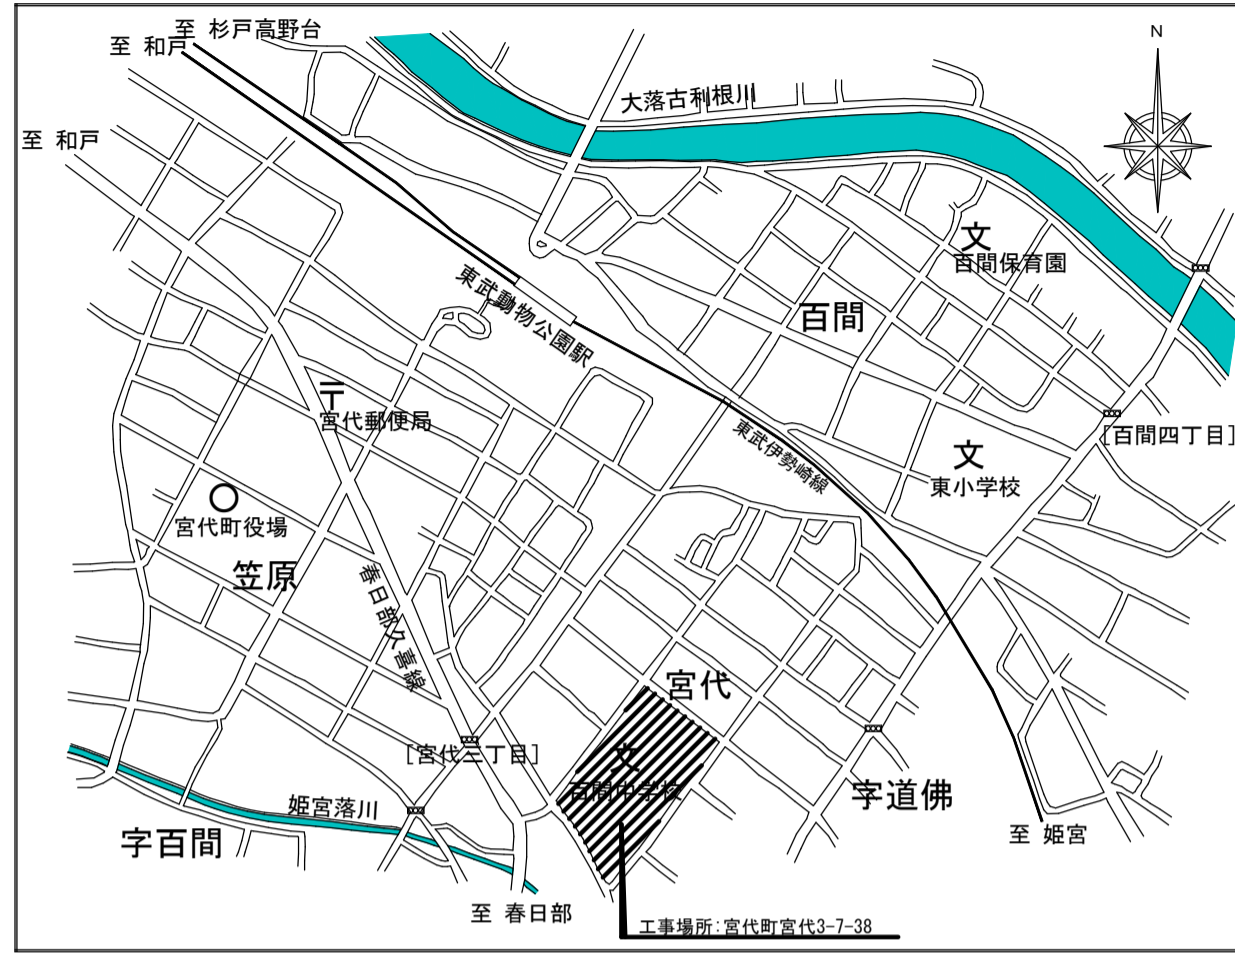 至 杉戸高野台
至 和戸
N
大落古利根川
至 和戸
文
百間保育園
東武動物公園駅
百間
〒
宮代郵便局
東武伊勢崎線
[百間四丁目]
文
東小学校
宮代町役場
笠原
春日部久喜線
宮代
[宮代三丁目]
文
百間中学校
字道佛
姫宮落川
字百間
至 姫宮
至 春日部
工事場所:宮代町宮代3-7-38